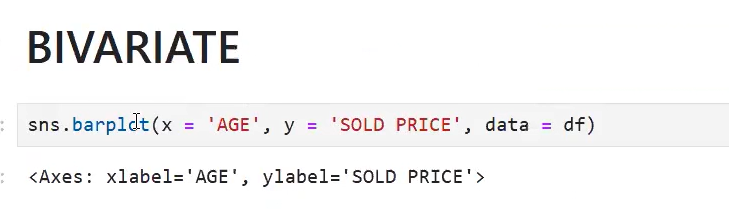 BIVARIATE
: sns.barplot(x = 'AGE', y = 'SOLD PRICE', data = df)
: <Axes: xlabel='AGE', ylabel='SOLD PRICE'>